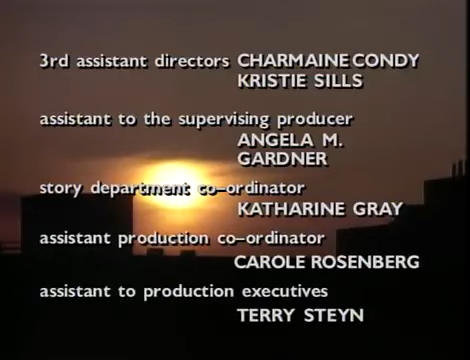 3rd assistant directors CHARMAINE CONDY
KRISTIE SILLS
assistant to the supervising producer
ANGELA M.
GARDNER
story department co-ordinator
KATHARINE GRAY
assistant production co-ordinator
CAROLE ROSENBERG
assistant to production executives
TERRY STEYN